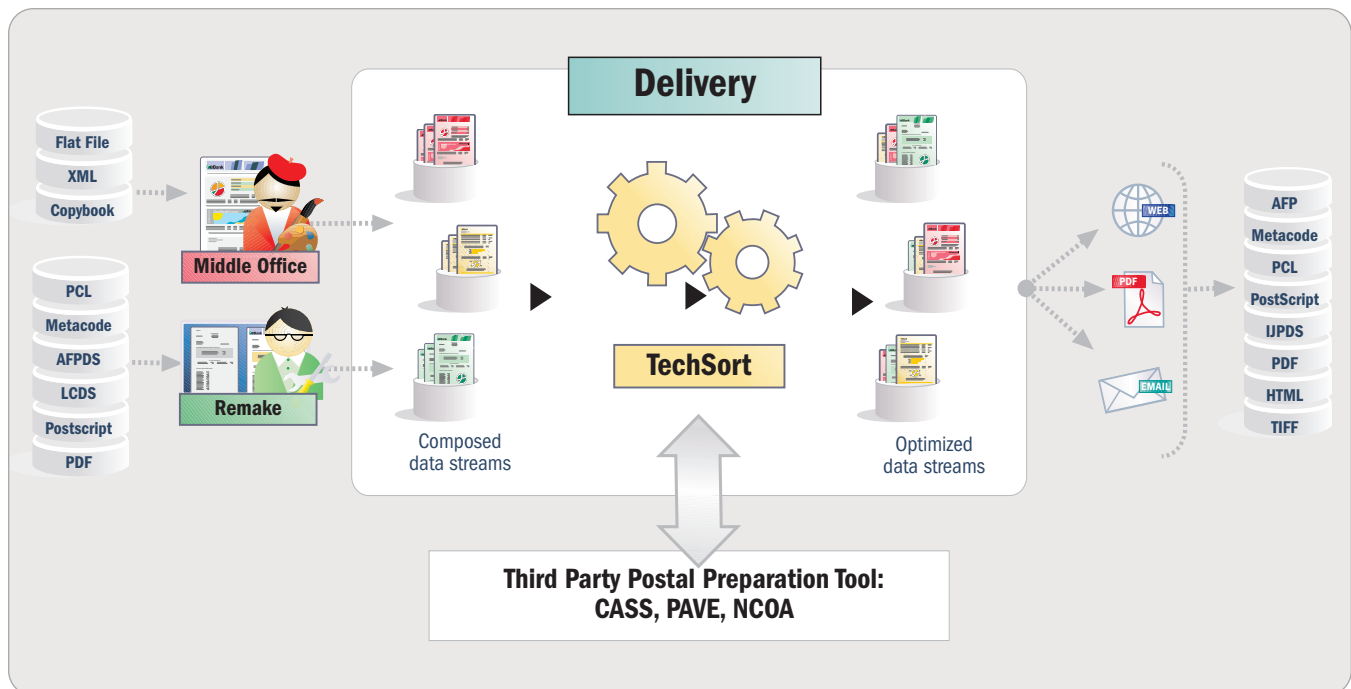 Delivery
Flat File
XML
Copybook
Middle Office
PCL
Metacode
AFPDS
LCDS
Postscript
PDF
Remake
Composed
data streams
TechSort
Optimized
data streams
WEB
PDF
EMAIL
AFP
Metacode
PCL
PostScript
IJPDS
PDF
HTML
TIFF
Third Party Postal Preparation Tool:
CASS, PAVE, NCOA